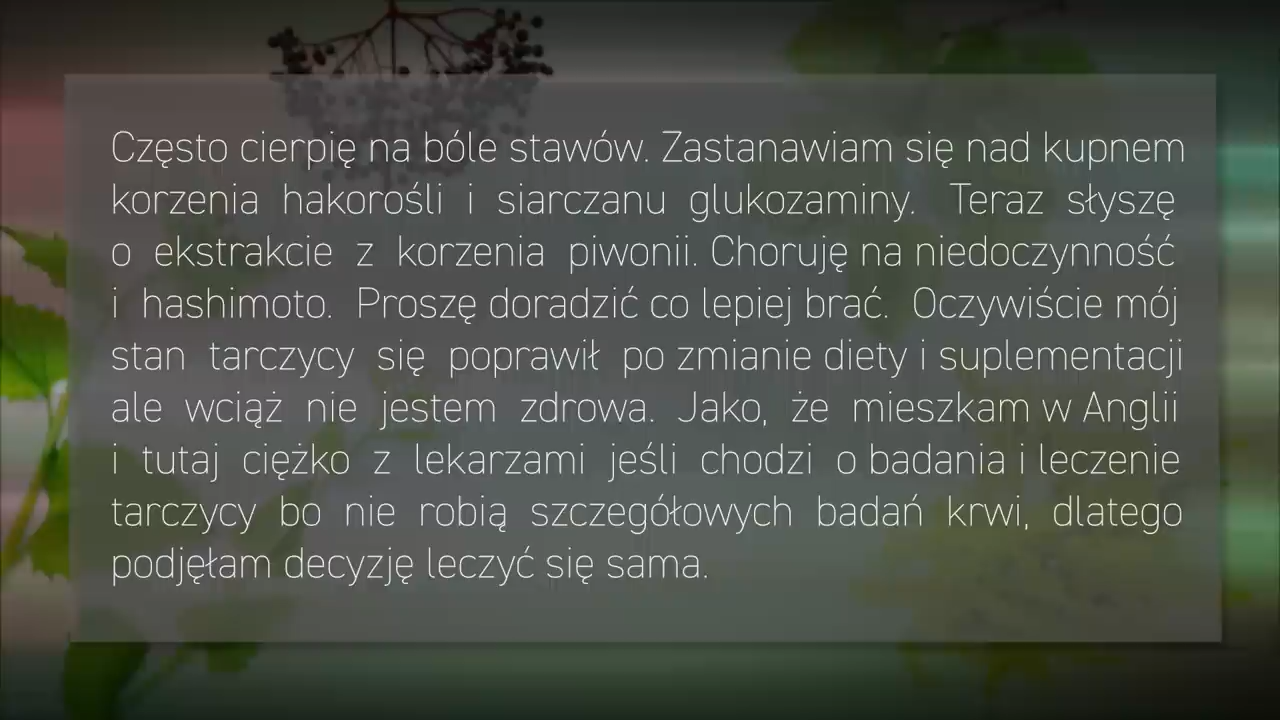 Często cierpię na bóle stawów. Zastanawiam się nad kupnem
korzenia hakorośli i siarczanu glukozaminy. Teraz słyszę
o ekstrakcie z korzenia piwonii. Choruję na niedoczynność
i hashimoto. Proszę doradzić co lepiej brać. Oczywiście mój
stan tarczycy się poprawił po zmianie diety i suplementacji
ale wciąż nie jestem zdrowa. Jako, że mieszkam w Anglii
i tutaj ciężko z lekarzami jeśli chodzi o badania i leczenie
tarczycy bo nie robią szczegółowych badań krwi, dlatego
podjęłam decyzję leczyć się sama.